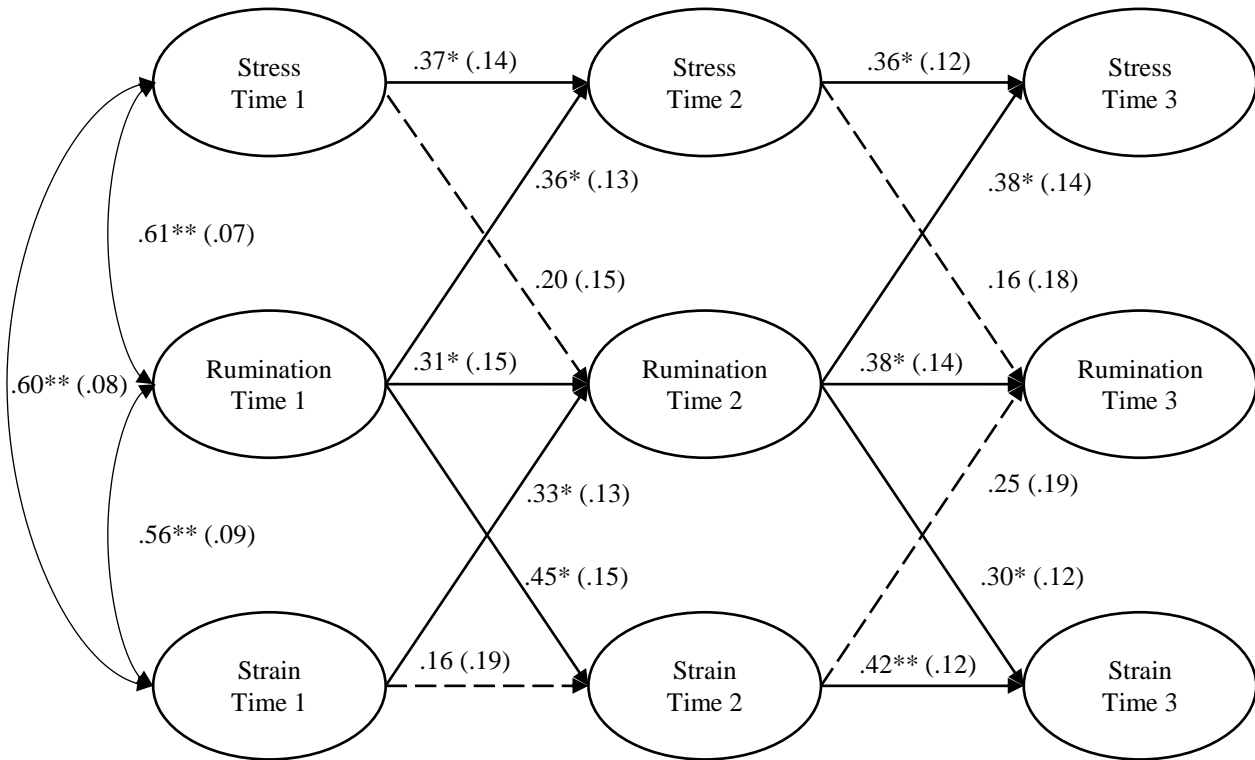 Stress
Time 1
.37* (.14)
Stress
Time 2
.36* (.12)
Stress
Time 3
.61** (.07)
.36* (.13)
.20 (.15)
.38* (.14)
.16 (.18)
.60** (.08)
Rumination
Time 1
.31* (.15)
Rumination
Time 2
.38* (.14)
Rumination
Time 3
.56** (.09)
.33* (.13)
.45* (.15)
.25 (.19)
.30* (.12)
Strain
Time 1
.16 (.19)
Strain
Time 2
.42** (.12)
Strain
Time 3